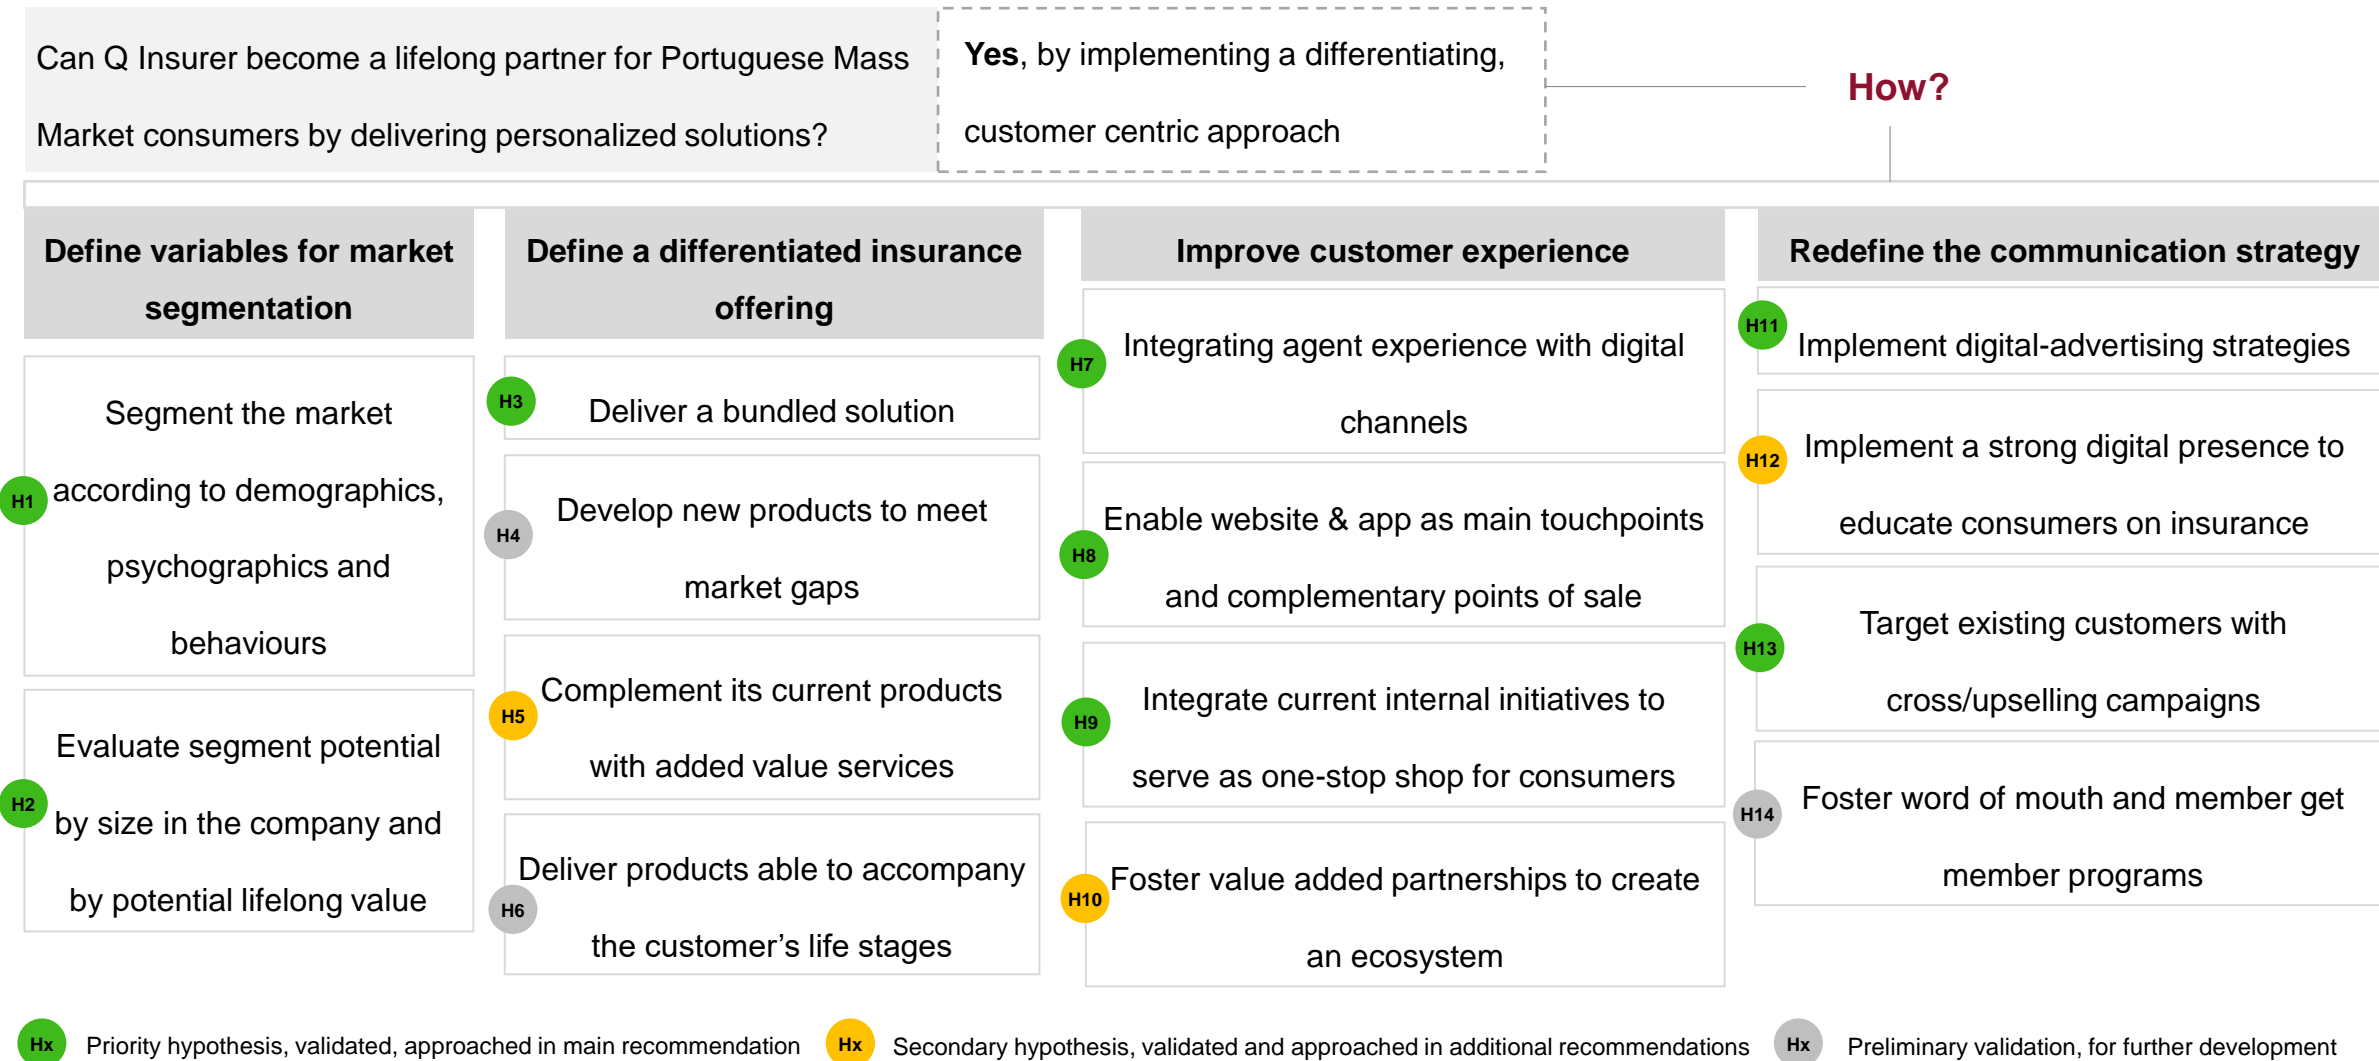 Can Q Insurer become a lifelong partner for Portuguese Mass
Market consumers by delivering personalized solutions?
Yes, by implementing a differentiating,
customer centric approach
How?
Define variables for market
segmentation
H1
Segment the market
according to demographics,
psychographics and
behaviours
H2
Evaluate segment potential
by size in the company and
by potential lifelong value
Define a differentiated insurance
offering
H3
Deliver a bundled solution
H4
Develop new products to meet
market gaps
H5
Complement its current products
with added value services
H6
Deliver products able to accompany
the customer's life stages
Improve customer experience
H7
Integrating agent experience with digital
channels
H8
Enable website & app as main touchpoints
and complementary points of sale
H9
Integrate current internal initiatives to
serve as one-stop shop for consumers
H10
Foster value added partnerships to create
an ecosystem
Redefine the communication strategy
H11
Implement digital-advertising strategies
H12
Implement a strong digital presence to
educate consumers on insurance
H13
Target existing customers with
cross/upselling campaigns
H14
Foster word of mouth and member get
member programs
Hx Priority hypothesis, validated, approached in main recommendation
Hx Secondary hypothesis, validated and approached in additional recommendations
Hx Preliminary validation, for further development